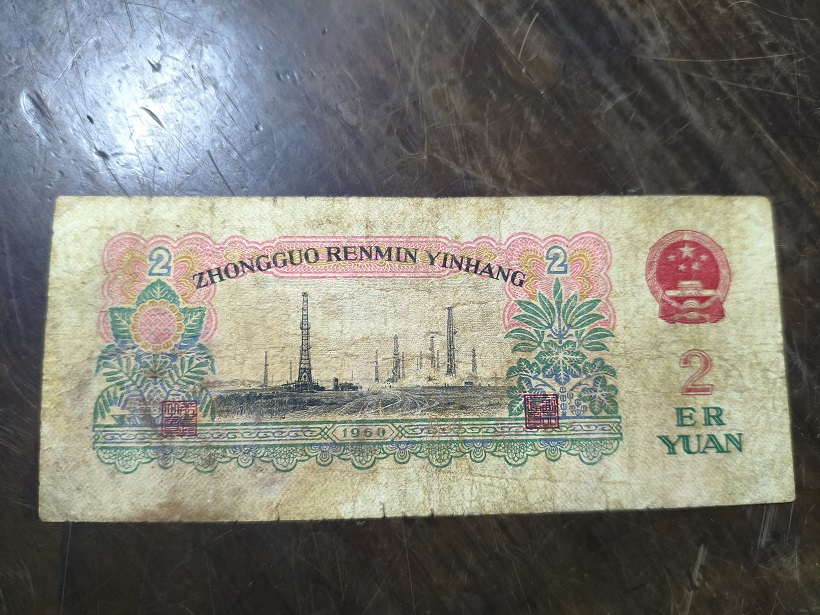 2 ZHONGGUO RENMIN YINHANG 2
1960
2
ER
YUAN